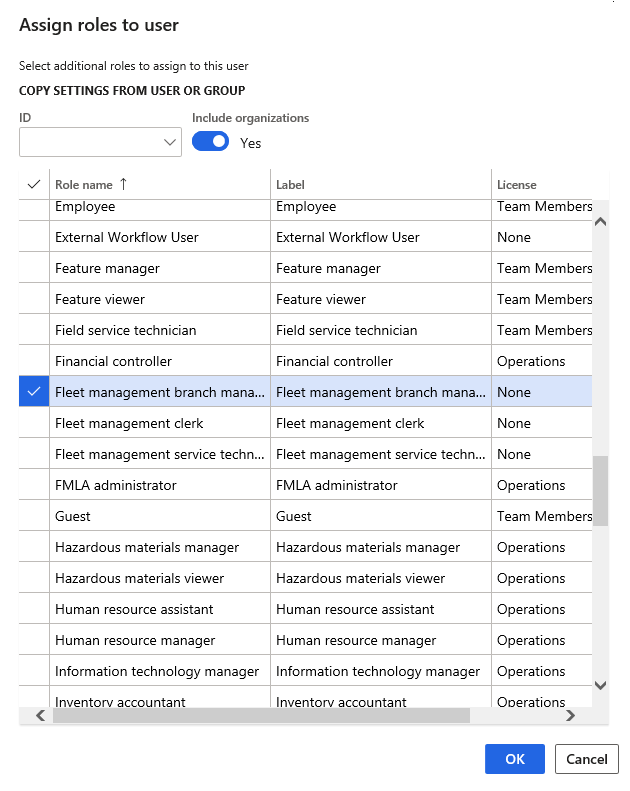 Assign roles to user
Select additional roles to assign to this user
COPY SETTINGS FROM USER OR GROUP
ID Include organizations
Yes
Role name ↑ Label License
Employee Employee Team Members
External Workflow User External Workflow User None
Feature manager Feature manager Team Members
Feature viewer Feature viewer Team Members
Field service technician Field service technician Team Members
Financial controller Financial controller Operations
Fleet management branch mana... Fleet management branch mana... None
Fleet management clerk Fleet management clerk None
Fleet management service techn... Fleet management service techn... None
FMLA administrator FMLA administrator Operations
Guest Guest Team Members
Hazardous materials manager Hazardous materials manager Operations
Hazardous materials viewer Hazardous materials viewer Operations
Human resource assistant Human resource assistant Operations
Human resource manager Human resource manager Operations
Information technology manager Information technology manager Operations
Inventory accountant Inventory accountant Operations
OK Cancel